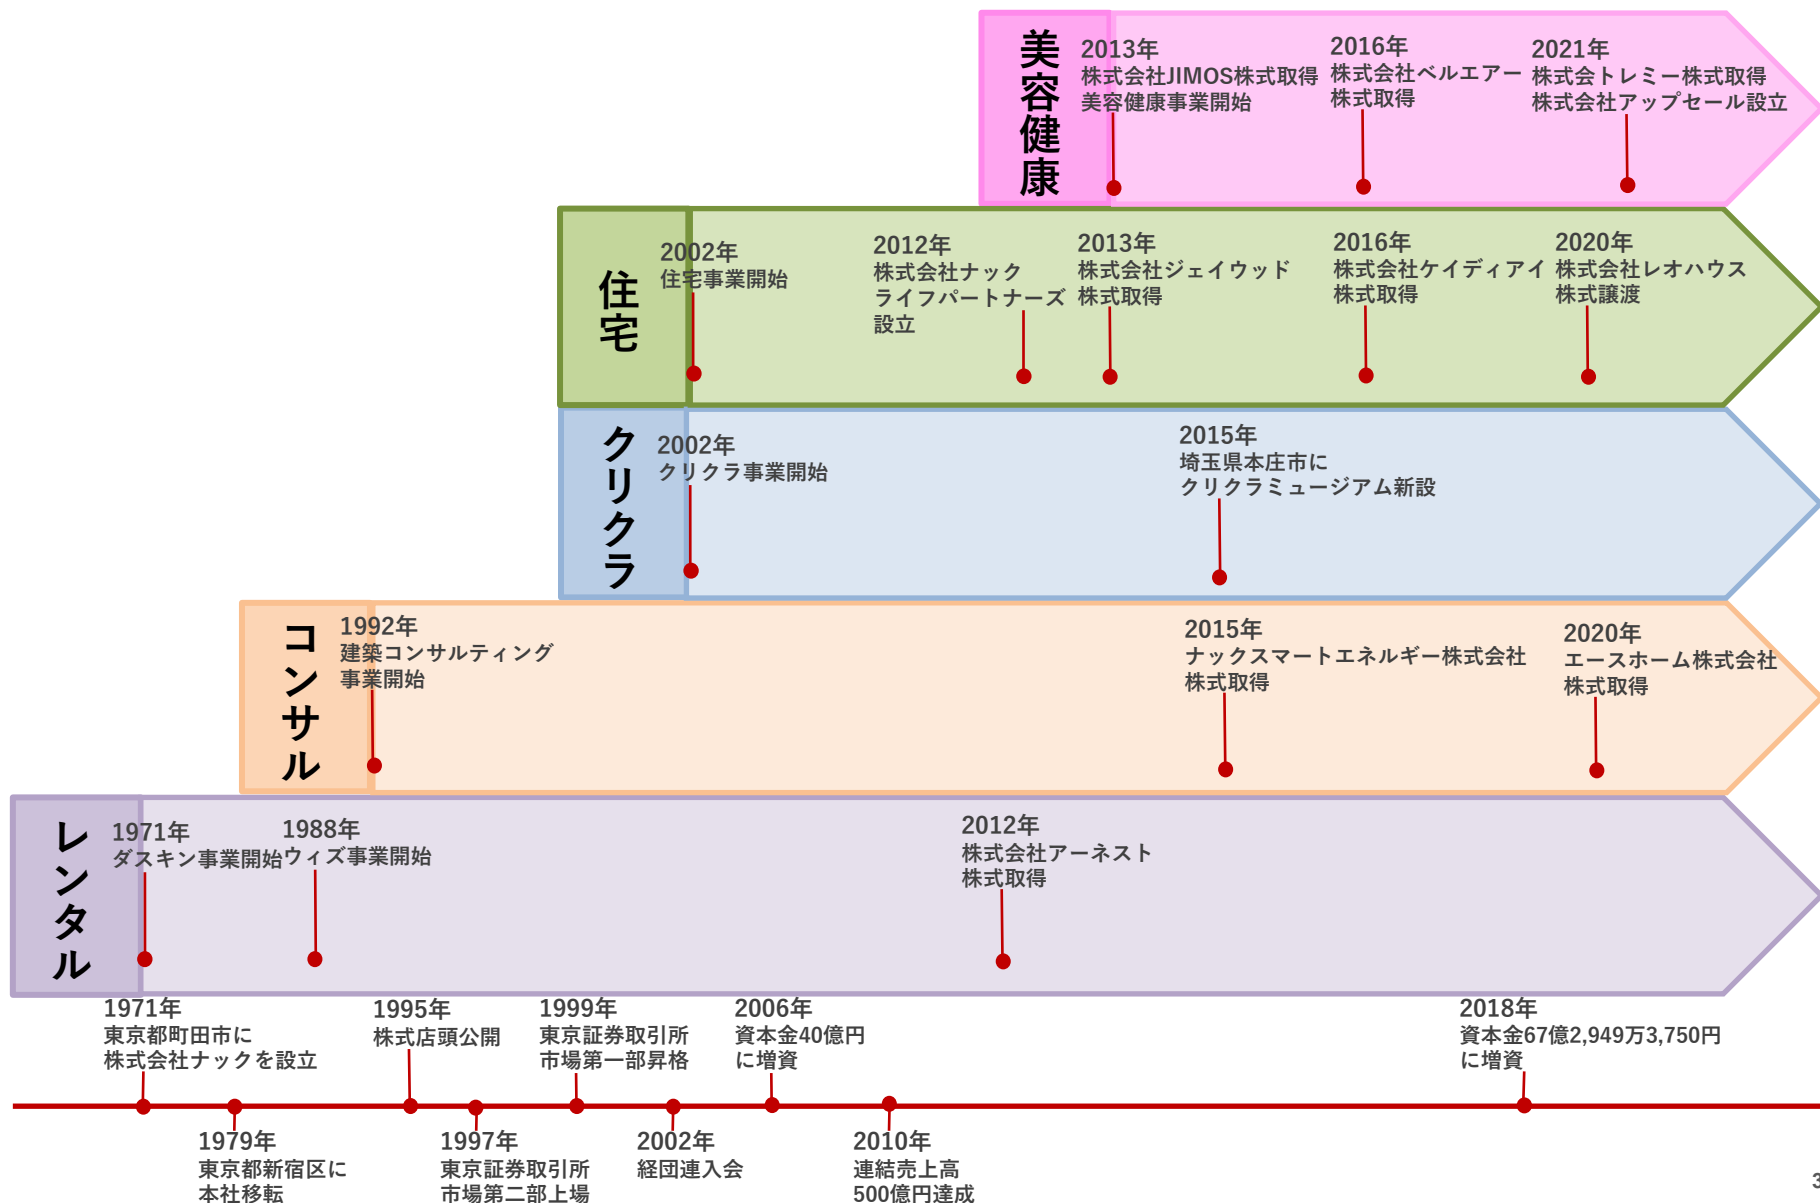 美容健康
2013年
株式会社JIMOS株式取得
美容健康事業開始
2016年
株式会社ベルエアー
株式取得
2021年
株式会トレミー株式取得
株式会社アップセール設立
住宅
2002年
住宅事業開始
2012年
株式会社ナック
ライフパートナーズ
設立
2013年
株式会社ジェイウッド
株式取得
2016年
株式会社ケイディアイ
株式取得
2020年
株式会社レオハウス
株式譲渡
クリクラ
2002年
クリクラ事業開始
2015年
埼玉県本庄市に
クリクラミュージアム新設
コンサル
1992年
建築コンサルティング
事業開始
2015年
ナックスマートエネルギー株式会社
株式取得
2020年
エースホーム株式会社
株式取得
レンタル
1971年
ダスキン事業開始
1988年
ウィズ事業開始
2012年
株式会社アーネスト
株式取得
1971年
東京都町田市に
株式会社ナックを設立
1995年
株式店頭公開
1999年
東京証券取引所
市場第一部昇格
2006年
資本金40億円
に増資
2018年
資本金67億2,949万3,750円
に増資
1979年
東京都新宿区に
本社移転
1997年
東京証券取引所
市場第二部上場
2002年
経団連入会
2010年
連結売上高
500億円達成